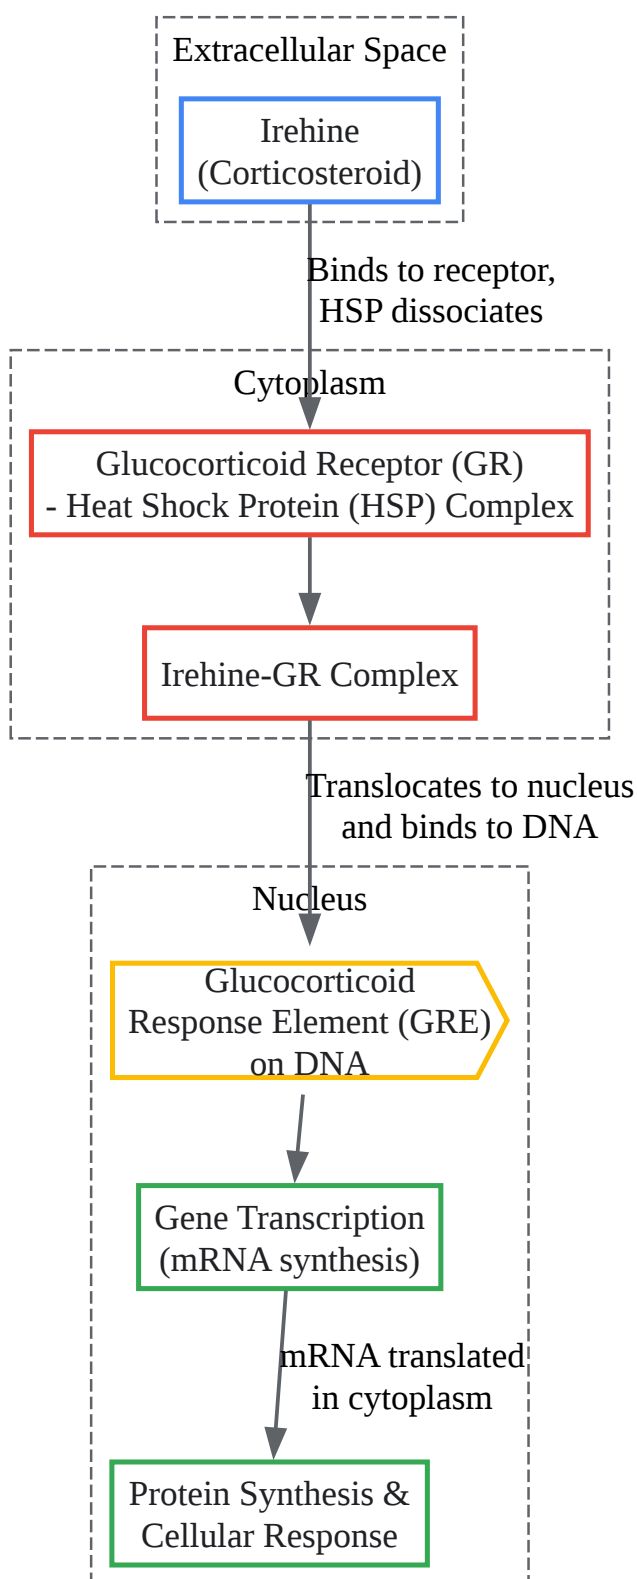 Extracellular Space
Irehine
(Corticosteroid)
Binds to receptor,
HSP dissociates
Cytoplasm
Glucocorticoid Receptor (GR)
- Heat Shock Protein (HSP) Complex
Irehine-GR Complex
Translocates to nucleus
and binds to DNA
Nucleus
Glucocorticoid
Response Element (GRE)
on DNA
Gene Transcription
(mRNA synthesis)
mRNA translated
in cytoplasm
Protein Synthesis &
Cellular Response